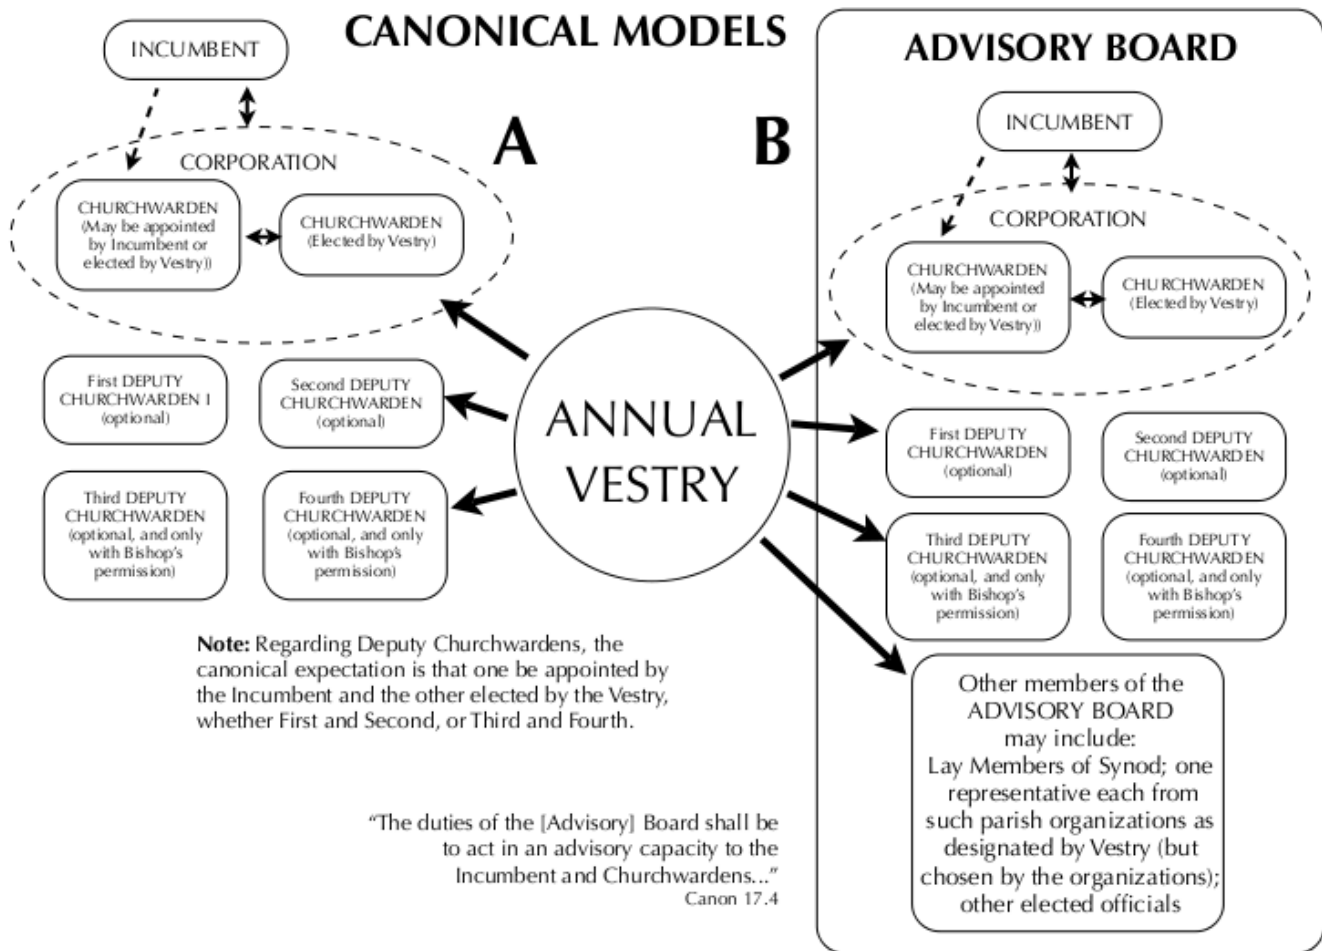 CANONICAL MODELS
A
INCUMBENT
CORPORATION
CHURCHWARDEN
(May be appointed
by Incumbent or
elected by Vestry))
CHURCHWARDEN
(Elected by Vestry)
First DEPUTY
CHURCHWARDEN I
(optional)
Second DEPUTY
CHURCHWARDEN
(optional)
Third DEPUTY
CHURCHWARDEN
(optional, and only
with Bishop's
permission)
Fourth DEPUTY
CHURCHWARDEN
(optional, and only
with Bishop's
permission)
Note: Regarding Deputy Churchwardens, the
canonical expectation is that one be appointed by
the Incumbent and the other elected by the Vestry,
whether First and Second, or Third and Fourth.
ANNUAL
VESTRY
"The duties of the [Advisory] Board shall be
to act in an advisory capacity to the
Incumbent and Churchwardens..."
Canon 17.4
B
ADVISORY BOARD
INCUMBENT
CORPORATION
CHURCHWARDEN
(May be appointed
by Incumbent or
elected by Vestry))
CHURCHWARDEN
(Elected by Vestry)
First DEPUTY
CHURCHWARDEN
(optional)
Second DEPUTY
CHURCHWARDEN
(optional)
Third DEPUTY
CHURCHWARDEN
(optional, and only
with Bishop's
permission)
Fourth DEPUTY
CHURCHWARDEN
(optional, and only
with Bishop's
permission)
Other members of the
ADVISORY BOARD
may include:
Lay Members of Synod; one
representative each from
such parish organizations as
designated by Vestry (but
chosen by the organizations);
other elected officials